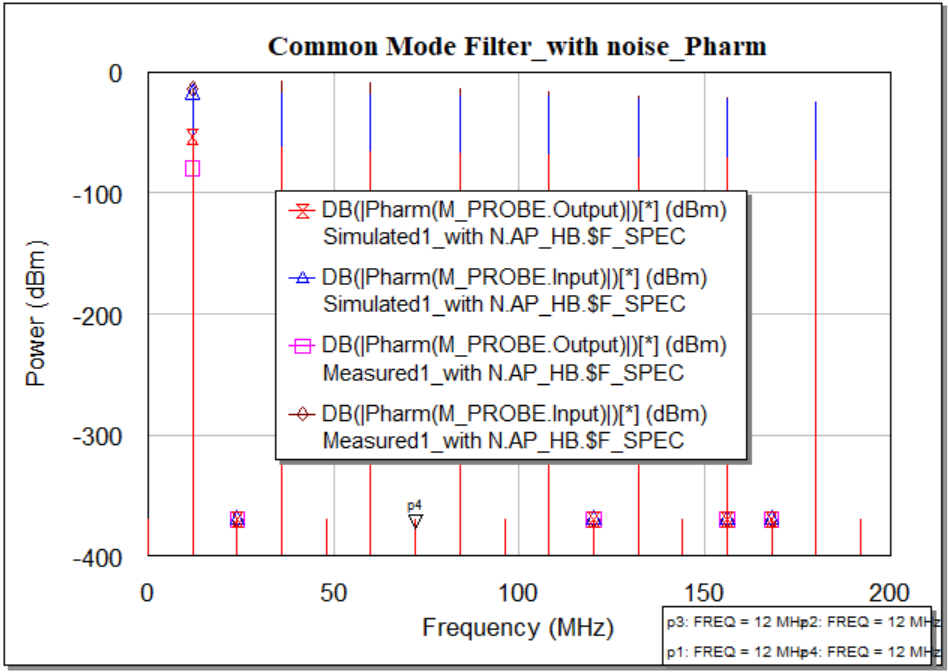 Common Mode Filter_with noise_Pharm
0
-100
-200
-300
-400
Power (dBm)
DB(|Pharm(M_PROBE.Output)|)[*] (dBm)
Simulated1_with N.AP_HB.$F_SPEC
DB(|Pharm(M_PROBE.Input)|)[*] (dBm)
Simulated1_with N.AP_HB.$F_SPEC
DB(|Pharm(M_PROBE.Output)|)[*] (dBm)
Measured1_with N.AP_HB.$F_SPEC
DB(|Pharm(M_PROBE.Input)|)[*] (dBm)
Measured1_with N.AP_HB.$F_SPEC
p4
0
50
100
150
200
Frequency (MHz)
p3: FREQ = 12 MHz p2: FREQ = 12 MHz
p1: FREQ = 12 MHz p4: FREQ = 12 MHz